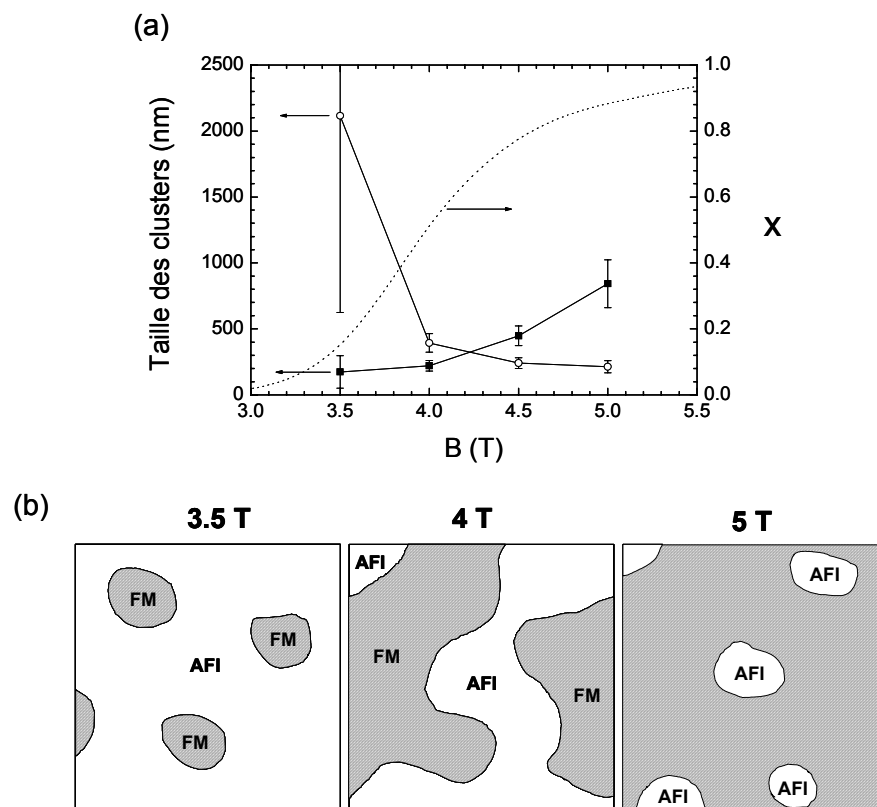 (a)
2500
2000
1500
1000
500
0
Taille des clusters (nm)
1.0
0.8
0.6
0.4
0.2
0.0
X
3.0 3.5 4.0 4.5 5.0 5.5
B (T)
(b)
3.5 T 4 T 5 T
FM
FM
AFI
FM
AFI
FM
AFI
FM
AFI
AFI
AFI
AFI